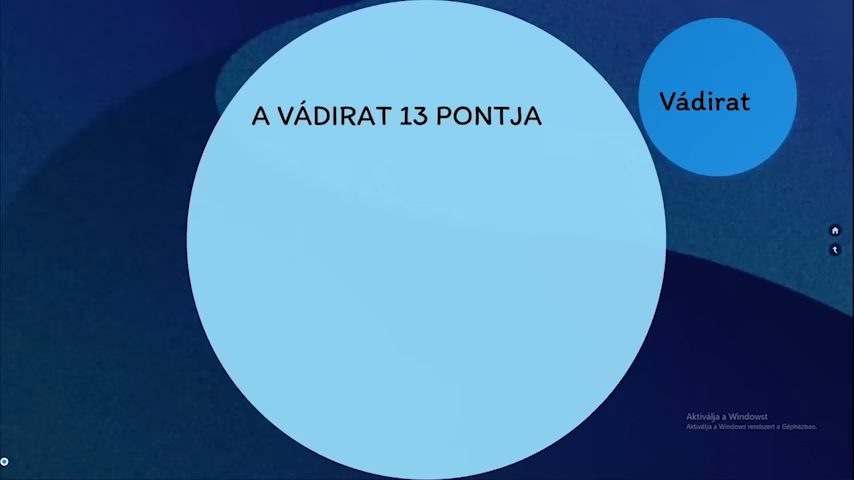 A VÁDIRAT 13 PONTJA
Vádirat
Aktiválja a Windowst
Aktiválja a Windows rendszert a Gépházban.